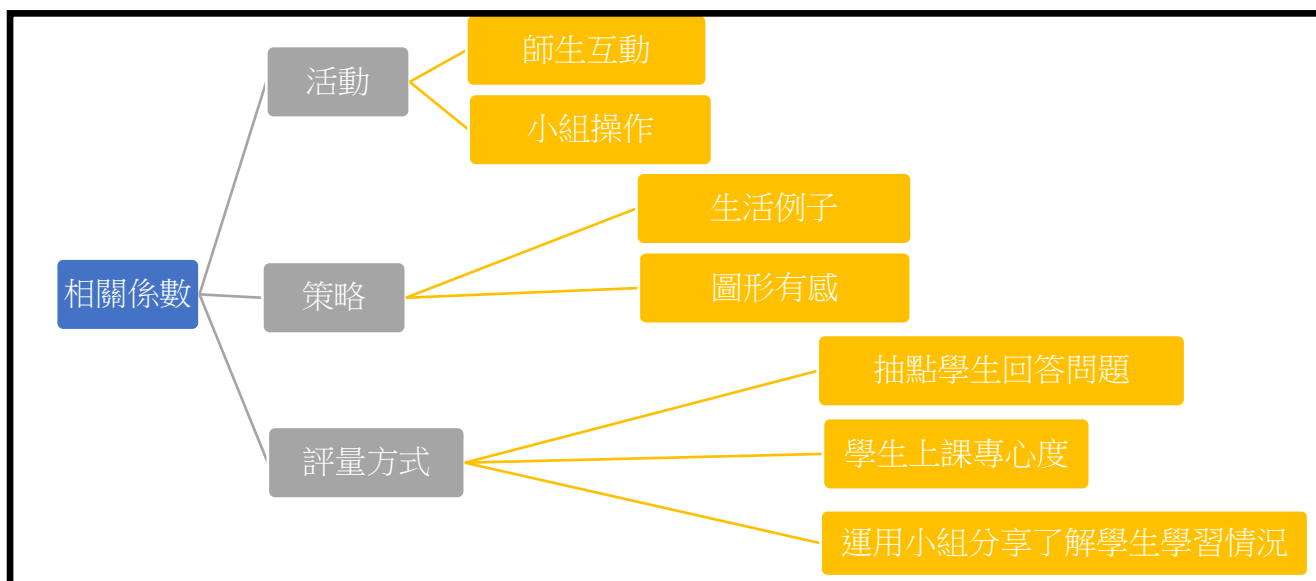 相關係數
活動
師生互動
小組操作
策略
生活例子
圖形有感
評量方式
抽點學生回答問題
學生上課專心度
運用小組分享了解學生學習情況